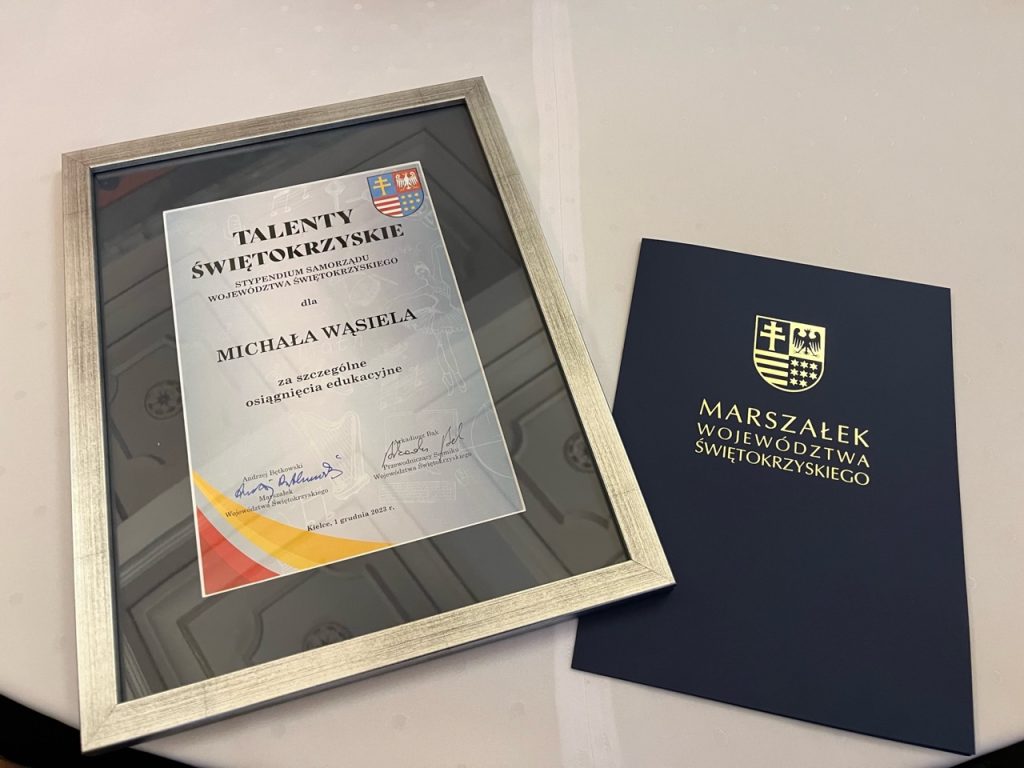 TALENTY
ŚWIĘTOKRZYSKIE
STYPENDIUM SAMORZĄDU
WOJEWÓDZTWA ŚWIĘTOKRZYSKIEGO
dla
MICHAŁA WĄSIELA
za szczególne
osiągnięcia edukacyjne
Andrzej Bętkowski
Marszałek
Województwa Świętokrzyskiego
Arkadiusz Bąk
Przewodniczący Sejmiku
Województwa Świętokrzyskiego
Kielce, 1 grudnia 2022 r.
MARSZAŁEK
WOJEWÓDZTWA
ŚWIĘTOKRZYSKIEGO